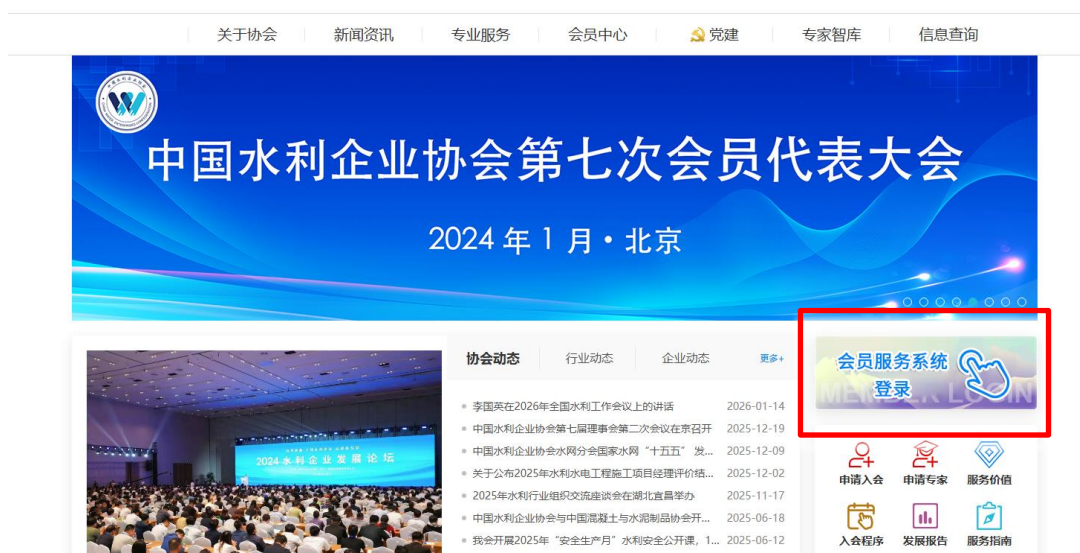 关于协会 新闻资讯 专业服务 会员中心 党建 专家智库 信息查询
中国水利企业协会第七次会员代表大会
2024年1月·北京
协会动态 行业动态 企业动态 更多+
李国英在2026年全国水利工作会议上的讲话 2026-01-14
中国水利企业协会第七届理事会第二次会议在京召开 2025-12-19
中国水利企业协会水网分会国家水网“十五五”发... 2025-12-09
关于公布2025年水利水电工程施工项目经理评价结... 2025-12-02
2025年水利行业组织交流座谈会在湖北宜昌举办 2025-11-17
中国水利企业协会与中国混凝土与水泥制品协会开... 2025-06-18
我会开展2025年“安全生产月”水利安全公开课，1... 2025-06-12
2024水利企业发展论坛
会员服务系统
登录
MEMBER LOGIN
申请入会 申请专家 服务价值
入会程序 发展报告 服务指南